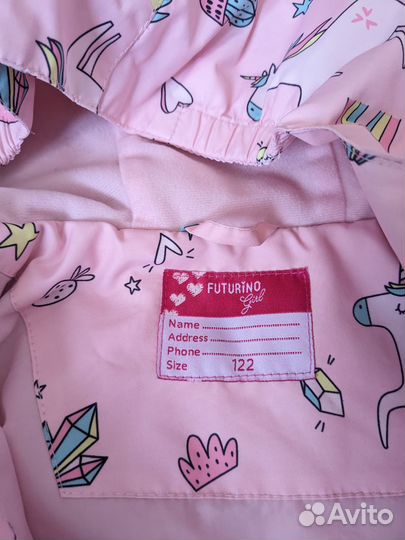 FUTURINO
Girl
Name
Address
Phone
Size 122
Avito